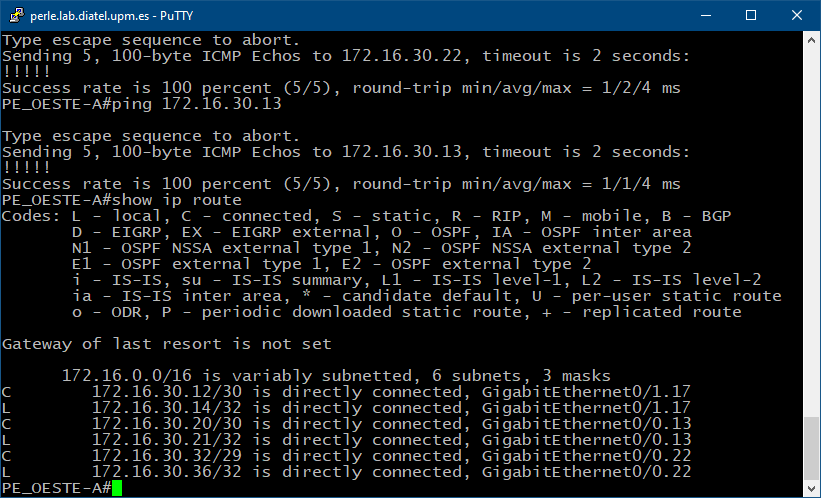 perle.lab.diatel.upm.es - PuTTY
Type escape sequence to abort.
Sending 5, 100-byte ICMP Echos to 172.16.30.22, timeout is 2 seconds:
!!!!!
Success rate is 100 percent (5/5), round-trip min/avg/max = 1/2/4 ms
PE_OESTE-A#ping 172.16.30.13
Type escape sequence to abort.
Sending 5, 100-byte ICMP Echos to 172.16.30.13, timeout is 2 seconds:
!!!!!
Success rate is 100 percent (5/5), round-trip min/avg/max = 1/1/4 ms
PE_OESTE-A#show ip route
Codes: L - local, C - connected, S - static, R - RIP, M - mobile, B - BGP
       D - EIGRP, EX - EIGRP external, O - OSPF, IA - OSPF inter area
       N1 - OSPF NSSA external type 1, N2 - OSPF NSSA external type 2
       E1 - OSPF external type 1, E2 - OSPF external type 2
       i - IS-IS, su - IS-IS summary, L1 - IS-IS level-1, L2 - IS-IS level-2
       ia - IS-IS inter area, * - candidate default, U - per-user static route
       o - ODR, P - periodic downloaded static route, + - replicated route
Gateway of last resort is not set
      172.16.0.0/16 is variably subnetted, 6 subnets, 3 masks
C        172.16.30.12/30 is directly connected, GigabitEthernet0/1.17
L        172.16.30.14/32 is directly connected, GigabitEthernet0/1.17
C        172.16.30.20/30 is directly connected, GigabitEthernet0/0.13
L        172.16.30.21/32 is directly connected, GigabitEthernet0/0.13
C        172.16.30.32/29 is directly connected, GigabitEthernet0/0.22
L        172.16.30.36/32 is directly connected, GigabitEthernet0/0.22
PE_OESTE-A#